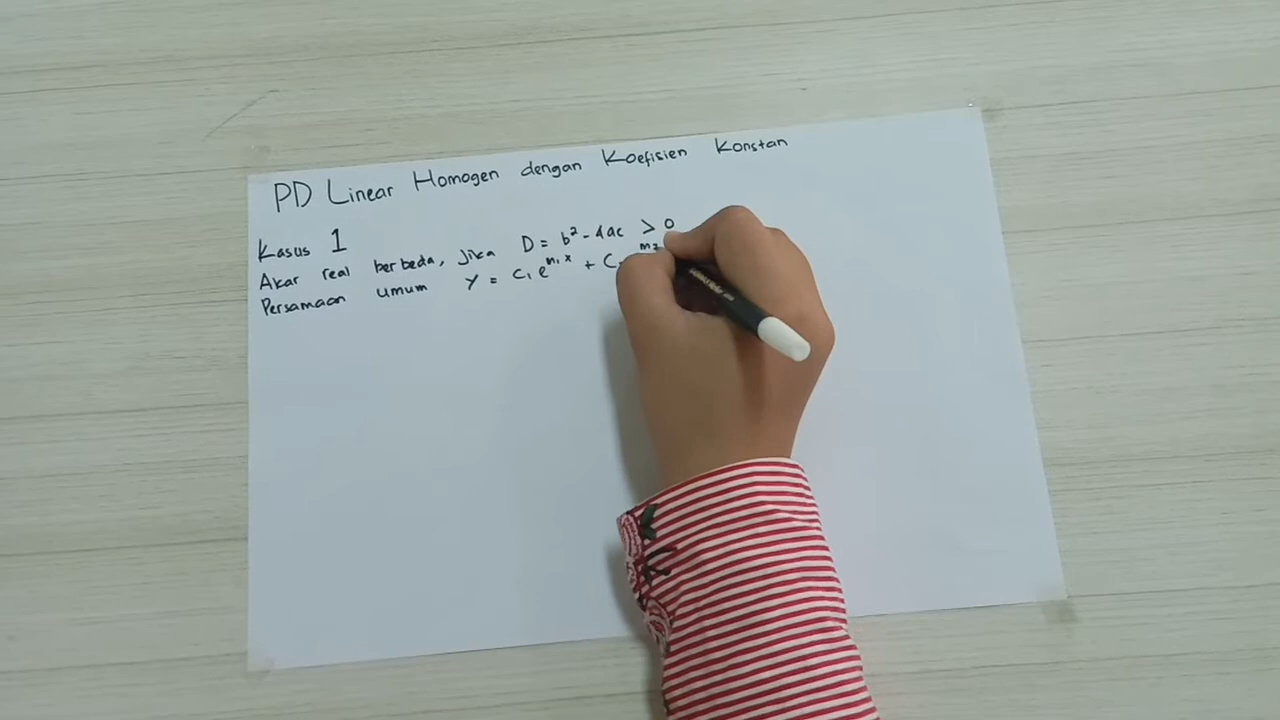 PD Linear Homogen dengan Koefisien Konstan
Kasus 1
Akar real berbeda, jika D = b² - 4ac > 0
Persamaan umum y = c₁ e^m₁x + C m₂